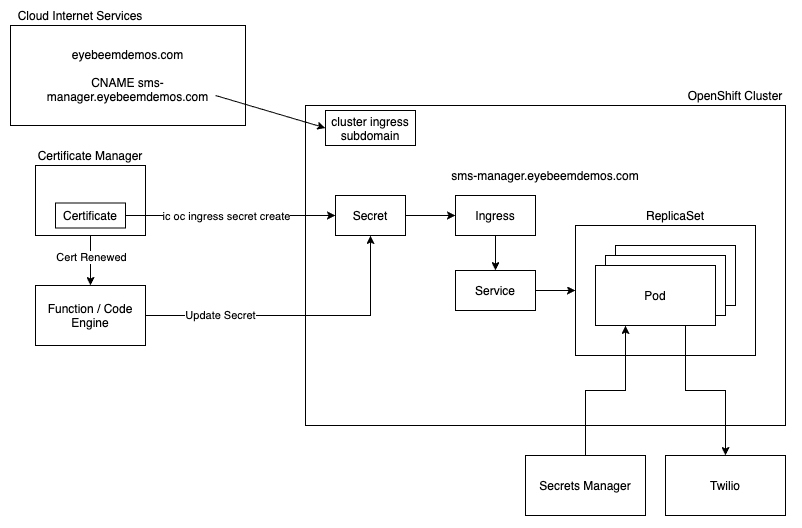 Cloud Internet Services
eyebeemdemos.com
CNAME sms-
manager.eyebeemdemos.com
OpenShift Cluster
cluster ingress
subdomain
Certificate Manager
sms-manager.eyebeemdemos.com
Certificate
ic oc ingress secret create
Secret
Ingress
ReplicaSet
Cert Renewed
Service
Pod
Function / Code
Engine
Update Secret
Secrets Manager
Twilio